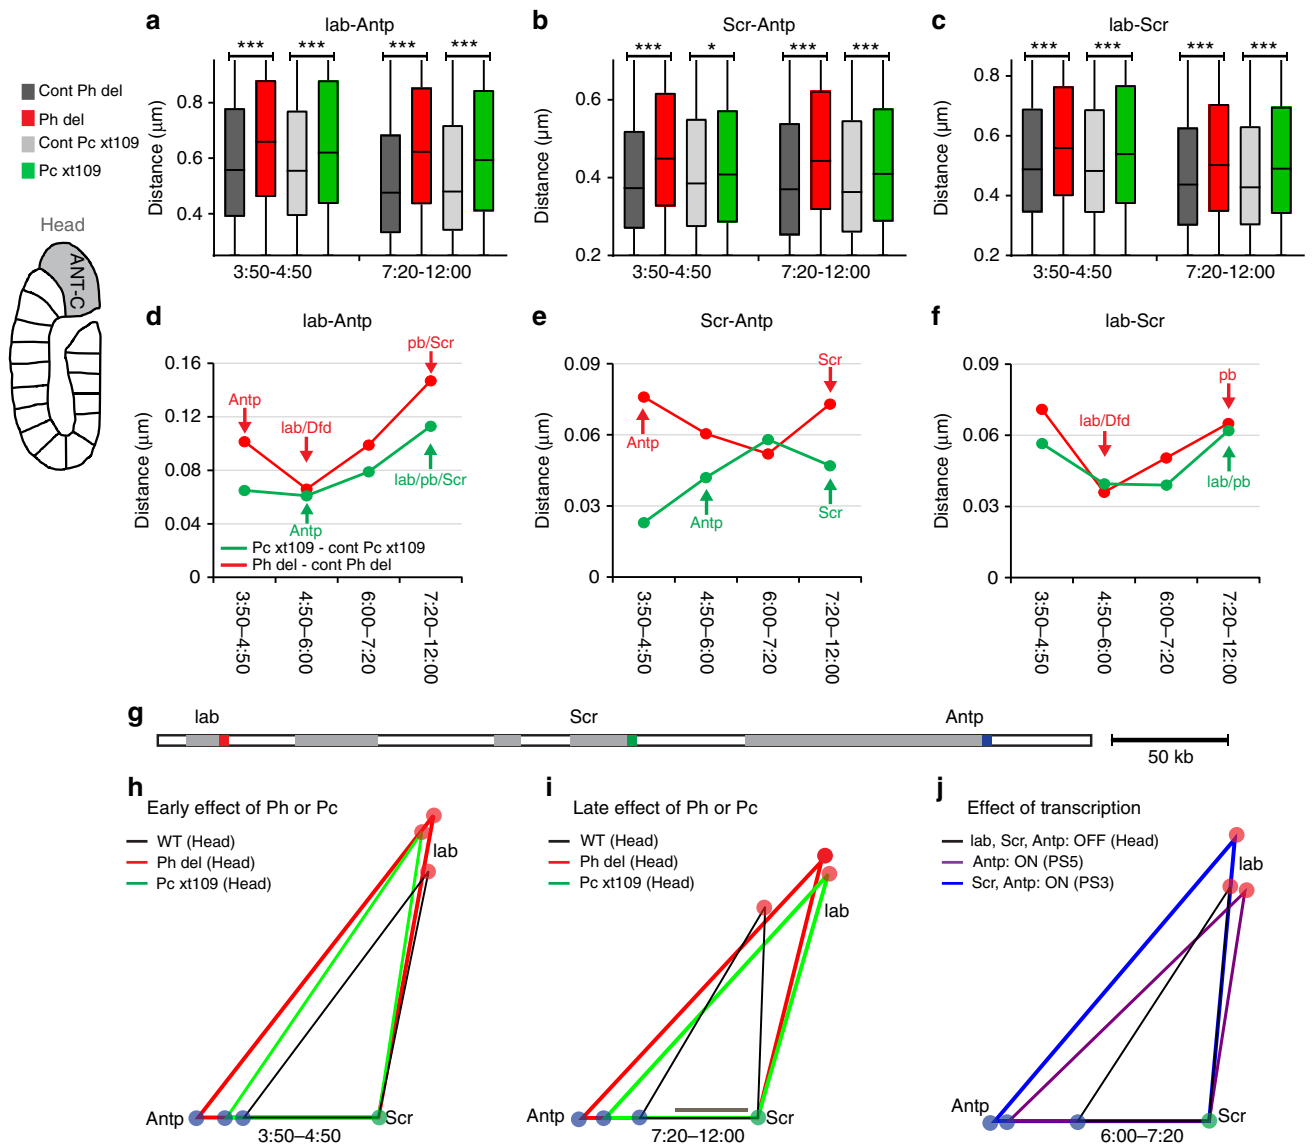 a
lab-Antp
b
Scr-Antp
c
lab-Scr
Cont Ph del
Ph del
Cont Pc xt109
Pc xt109
Head
ANT-C
*** *** *** ***
Distance (μm)
0.8
0.6
0.4
3:50-4:50 7:20-12:00
*** * *** ***
Distance (μm)
0.6
0.4
0.2
3:50-4:50 7:20-12:00
*** *** *** ***
Distance (μm)
0.8
0.6
0.4
0.2
3:50-4:50 7:20-12:00
d
lab-Antp
Distance (μm)
0.16
0.12
0.08
0.04
0
Antp
lab/Dfd
pb/Scr
Antp
lab/pb/Scr
Pc xt109 - cont Pc xt109
Ph del - cont Ph del
3:50–4:50
4:50–6:00
6:00–7:20
7:20–12:00
e
Scr-Antp
Distance (μm)
0.09
0.06
0.03
0
Antp
Scr
Antp
Scr
3:50–4:50
4:50–6:00
6:00–7:20
7:20–12:00
f
lab-Scr
Distance (μm)
0.09
0.06
0.03
0
lab/Dfd
pb
lab/pb
3:50–4:50
4:50–6:00
6:00–7:20
7:20–12:00
g
lab Scr Antp
50 kb
h
Early effect of Ph or Pc
WT (Head)
Ph del (Head)
Pc xt109 (Head)
lab
Antp
Scr
3:50–4:50
i
Late effect of Ph or Pc
WT (Head)
Ph del (Head)
Pc xt109 (Head)
lab
Antp
Scr
7:20–12:00
j
Effect of transcription
lab, Scr, Antp: OFF (Head)
Antp: ON (PS5)
Scr, Antp: ON (PS3)
lab
Antp
Scr
6:00–7:20